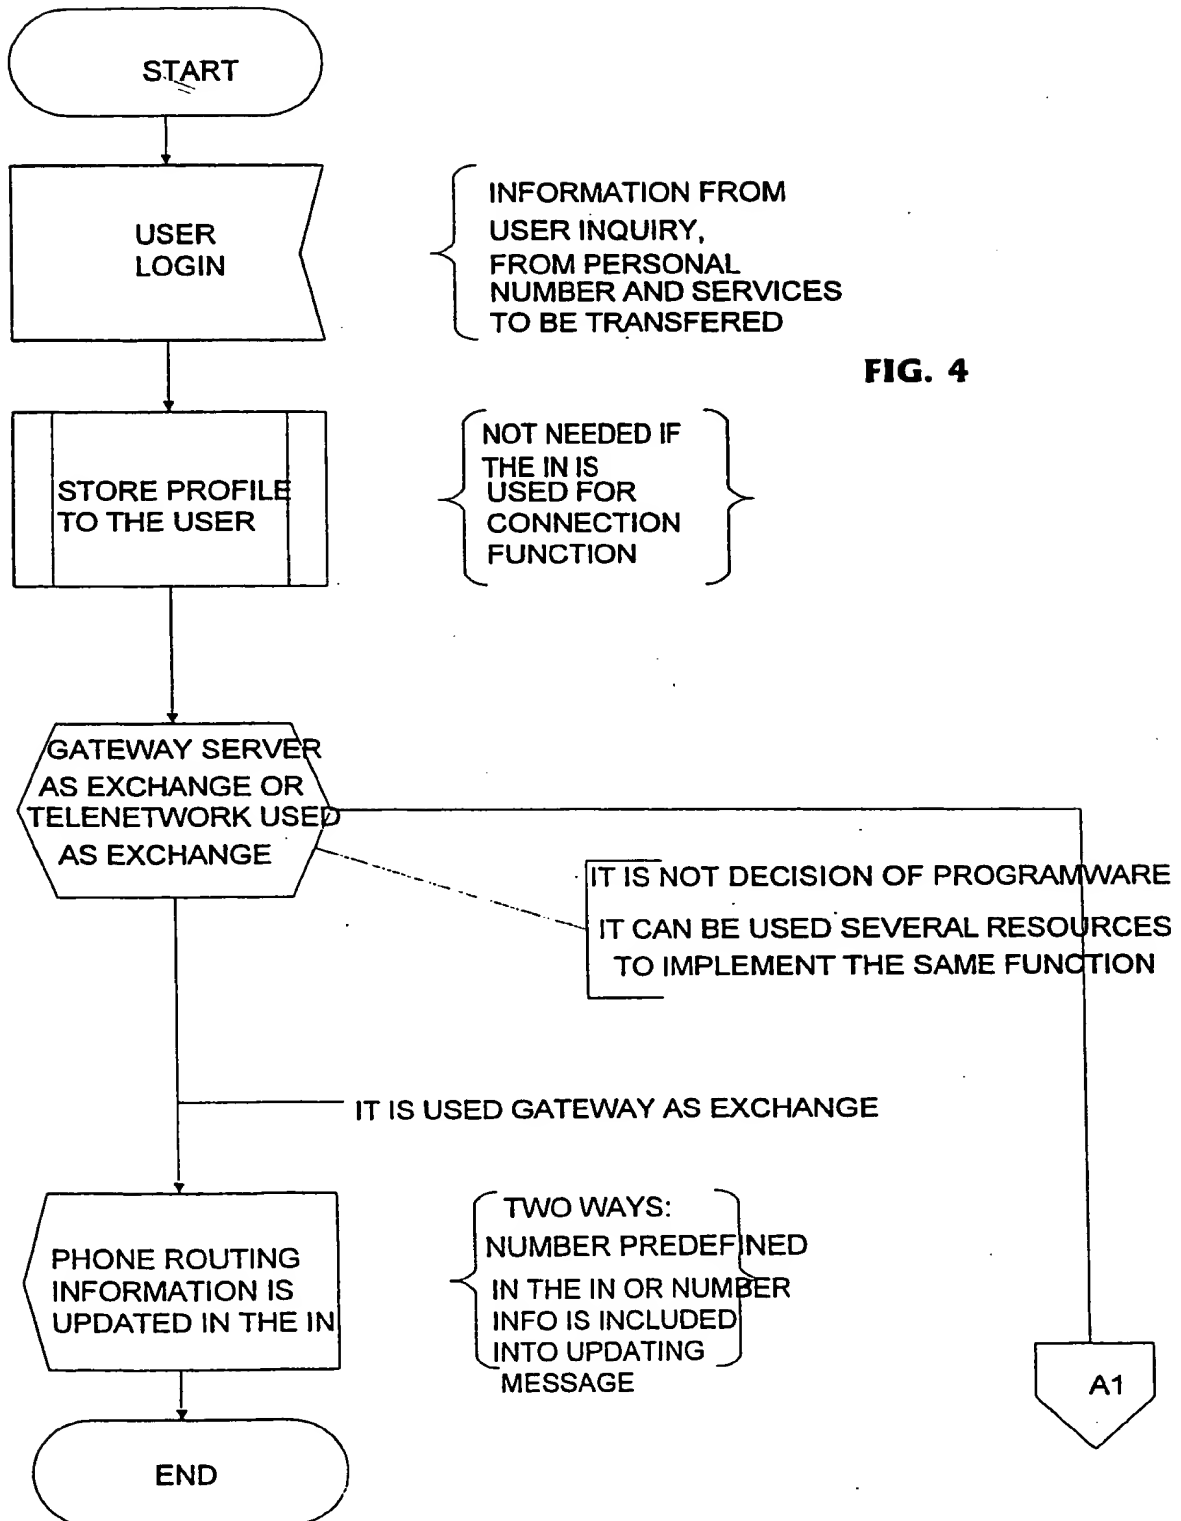 START
USER
LOGIN
INFORMATION FROM
USER INQUIRY,
FROM PERSONAL
NUMBER AND SERVICES
TO BE TRANSFERED
FIG. 4
STORE PROFILE
TO THE USER
NOT NEEDED IF
THE IN IS
USED FOR
CONNECTION
FUNCTION
GATEWAY SERVER
AS EXCHANGE OR
TELENETWORK USED
AS EXCHANGE
IT IS NOT DECISION OF PROGRAMWARE
IT CAN BE USED SEVERAL RESOURCES
TO IMPLEMENT THE SAME FUNCTION
IT IS USED GATEWAY AS EXCHANGE
PHONE ROUTING
INFORMATION IS
UPDATED IN THE IN
TWO WAYS:
NUMBER PREDEFINED
IN THE IN OR NUMBER
INFO IS INCLUDED
INTO UPDATING
MESSAGE
A1
END